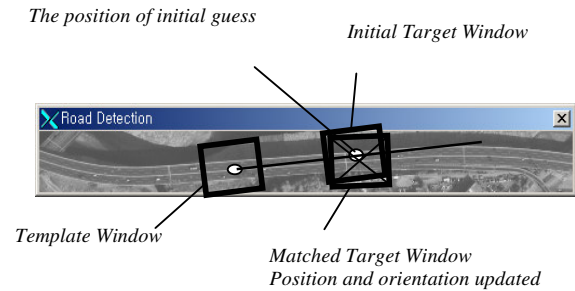 The position of initial guess
Initial Target Window
Road Detection
Template Window
Matched Target Window
Position and orientation updated